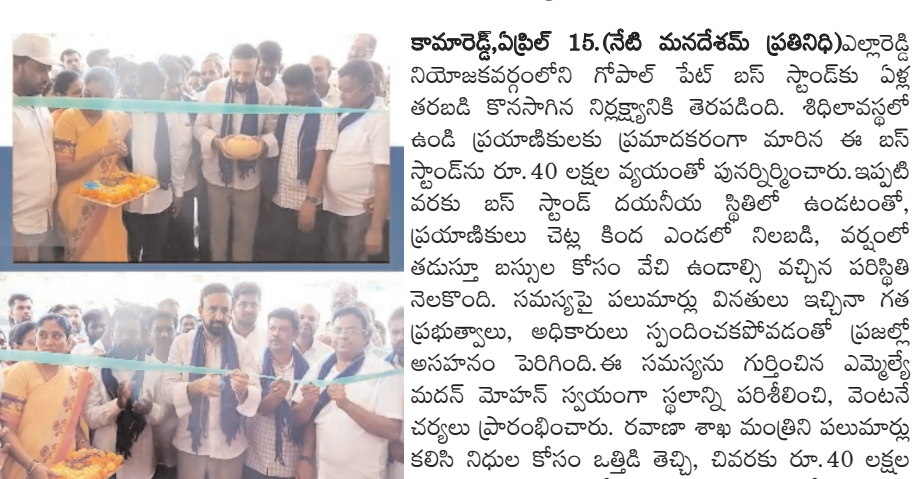 కామారెడ్డి,ఏప్రిల్ 15.(నేటి మనదేశమ్ ప్రతినిధి)ఎల్లారెడ్డి
నియోజకవర్గంలోని గోపాల్ పేట్ బస్ స్టాండ్‌కు ఏళ్ల
తరబడి కొనసాగిన నిర్లక్ష్యానికి తెరపడింది. శిధిలావస్థలో
ఉండి ప్రయాణికులకు ప్రమాదకరంగా మారిన ఈ బస్
స్టాండ్‌ను రూ.40 లక్షల వ్యయంతో పునర్నిర్మించారు.ఇప్పటి
వరకు బస్ స్టాండ్ దయనీయ స్థితిలో ఉండటంతో,
ప్రయాణికులు చెట్ల కింద ఎండలో నిలబడి, వర్షంలో
తడుస్తూ బస్సుల కోసం వేచి ఉండాల్సి వచ్చిన పరిస్థితి
నెలకొంది. సమస్యపై పలుమార్లు వినతులు ఇచ్చినా గత
ప్రభుత్వాలు, అధికారులు స్పందించకపోవడంతో ప్రజల్లో
అసహనం పెరిగింది.ఈ సమస్యను గుర్తించిన ఎమ్మెల్యే
మదన్ మోహన్ స్వయంగా స్థలాన్ని పరిశీలించి, వెంటనే
చర్యలు ప్రారంభించారు. రవాణా శాఖ మంత్రిని పలుమార్లు
కలిసి నిధుల కోసం ఒత్తిడి తెచ్చి, చివరకు రూ.40 లక్షల